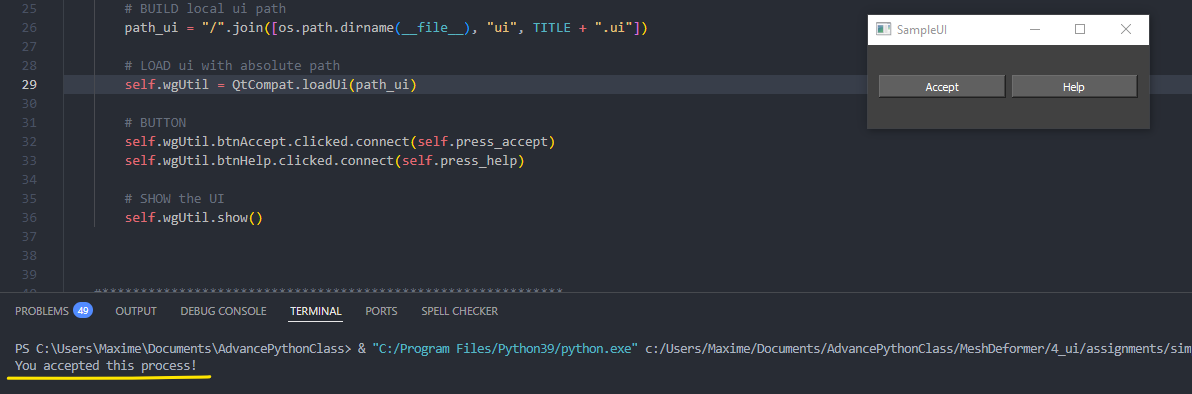 25 # BUILD local ui path
26 path_ui = "/".join([os.path.dirname(__file__), "ui", TITLE + ".ui"])
27
28 # LOAD ui with absolute path
29 self.wgUtil = QtCompat.loadUi(path_ui)
30
31 # BUTTON
32 self.wgUtil.btnAccept.clicked.connect(self.press_accept)
33 self.wgUtil.btnHelp.clicked.connect(self.press_help)
34
35 # SHOW the UI
36 self.wgUtil.show()
37
38
39
SampleUI
Accept Help
PROBLEMS 49 OUTPUT DEBUG CONSOLE TERMINAL PORTS SPELL CHECKER
PS C:\Users\Maxime\Documents\AdvancePythonClass> & "C:/Program Files/Python39/python.exe" c:/Users/Maxime/Documents/AdvancePythonClass/MeshDeformer/4_ui/assignments/sim
You accepted this process!